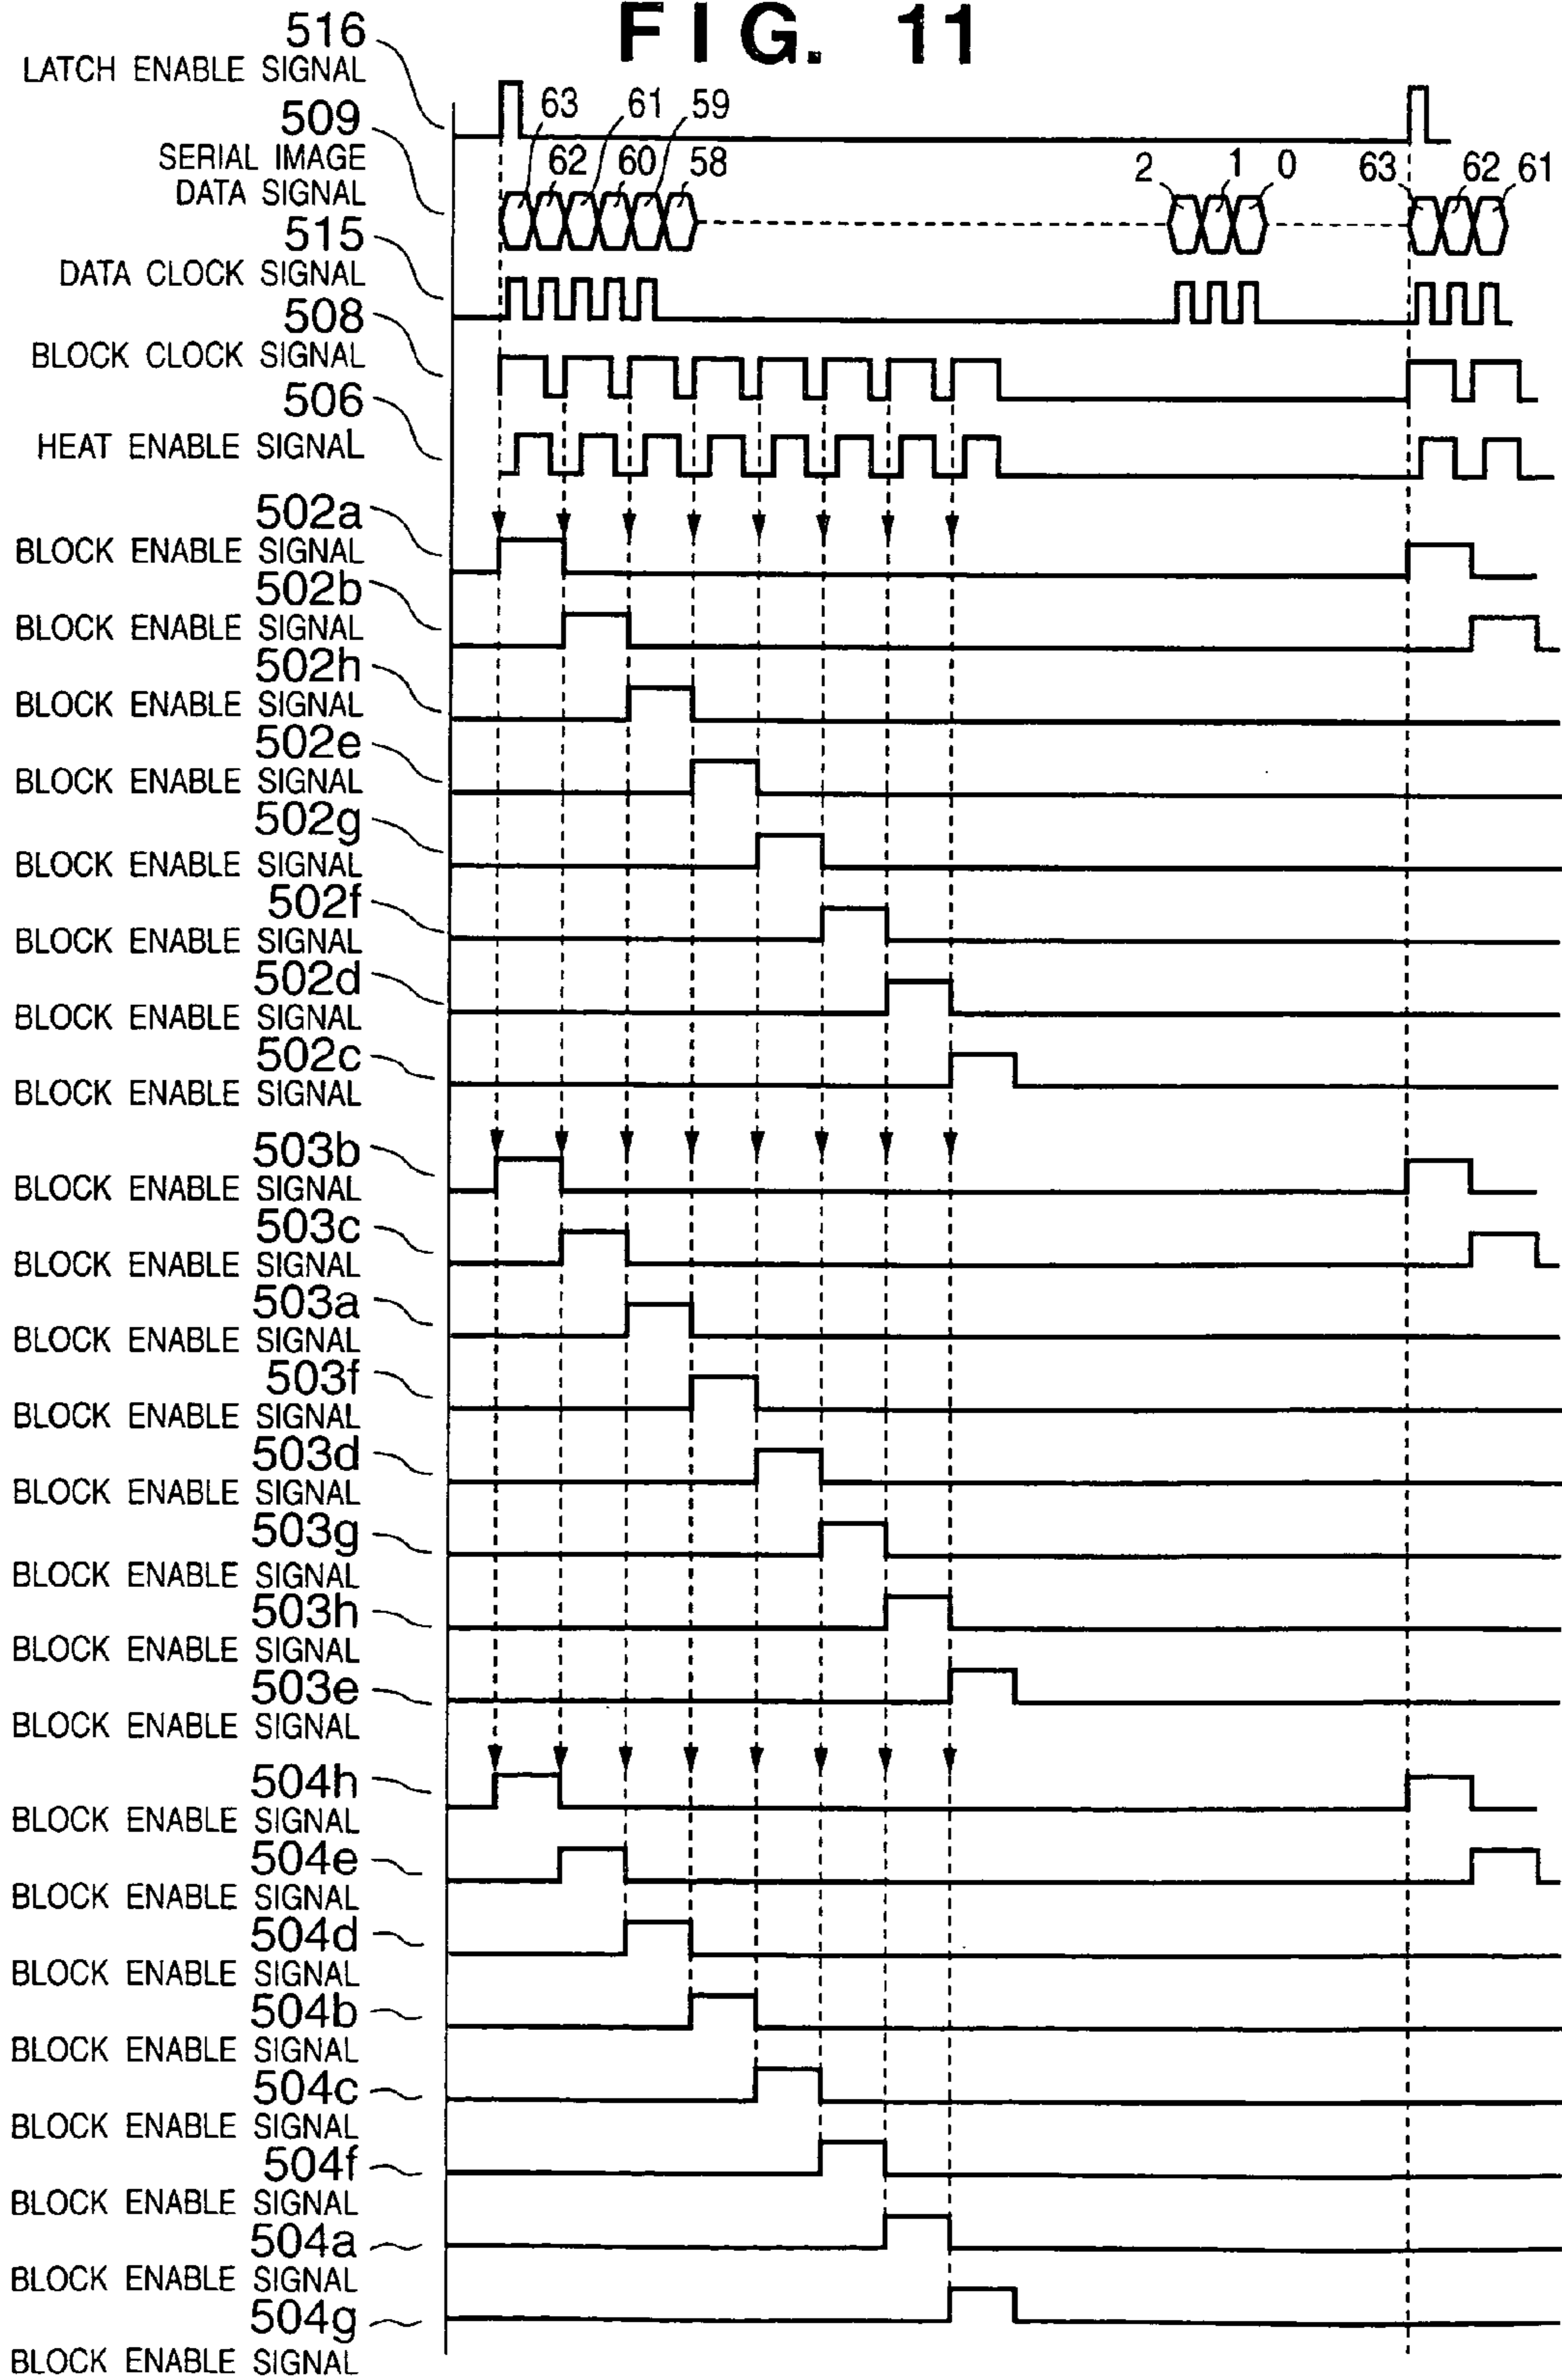 FIG. 11
516
LATCH ENABLE SIGNAL
509
SERIAL IMAGE
DATA SIGNAL
63 61 59
62 60 58
2 1 0
63 62 61
515
DATA CLOCK SIGNAL
508
BLOCK CLOCK SIGNAL
506
HEAT ENABLE SIGNAL
502a
BLOCK ENABLE SIGNAL
502b
BLOCK ENABLE SIGNAL
502h
BLOCK ENABLE SIGNAL
502e
BLOCK ENABLE SIGNAL
502g
BLOCK ENABLE SIGNAL
502f
BLOCK ENABLE SIGNAL
502d
BLOCK ENABLE SIGNAL
502c
BLOCK ENABLE SIGNAL
503b
BLOCK ENABLE SIGNAL
503c
BLOCK ENABLE SIGNAL
503a
BLOCK ENABLE SIGNAL
503f
BLOCK ENABLE SIGNAL
503d
BLOCK ENABLE SIGNAL
503g
BLOCK ENABLE SIGNAL
503h
BLOCK ENABLE SIGNAL
503e
BLOCK ENABLE SIGNAL
504h
BLOCK ENABLE SIGNAL
504e
BLOCK ENABLE SIGNAL
504d
BLOCK ENABLE SIGNAL
504b
BLOCK ENABLE SIGNAL
504c
BLOCK ENABLE SIGNAL
504f
BLOCK ENABLE SIGNAL
504a
BLOCK ENABLE SIGNAL
504g
BLOCK ENABLE SIGNAL